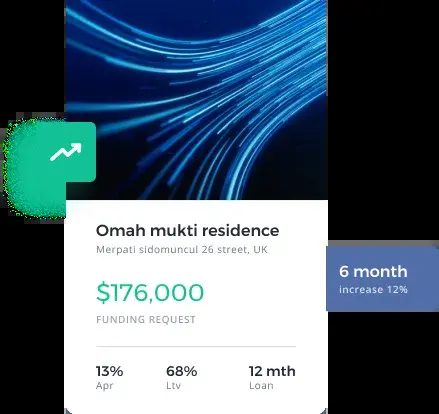 Omah mukti residence
Merpati sidomuncul 26 street, UK
$176,000
FUNDING REQUEST
6 month
increase 12%
13% 68% 12 mth
Apr Ltv Loan